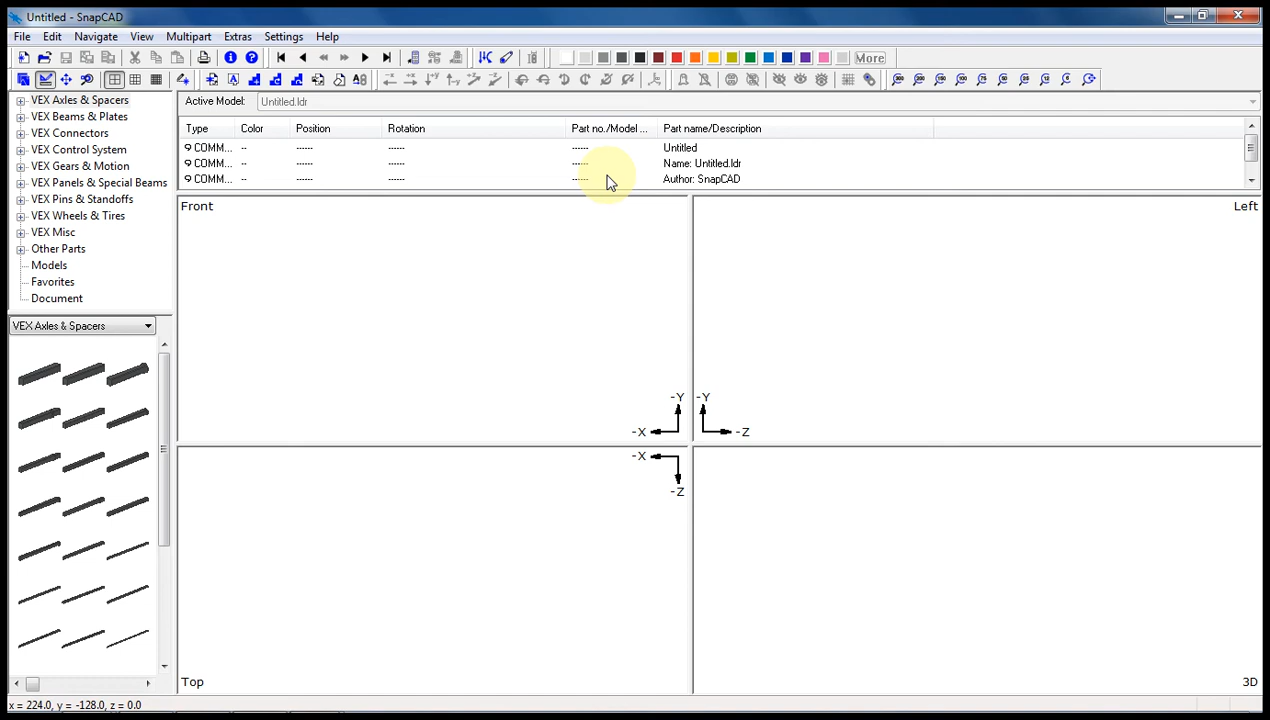 Untitled - SnapCAD
File Edit Navigate View Multipart Extras Settings Help
More
VEX Axles & Spacers
VEX Beams & Plates
VEX Connectors
VEX Control System
VEX Gears & Motion
VEX Panels & Special Beams
VEX Pins & Standoffs
VEX Wheels & Tires
VEX Misc
Other Parts
Models
Favorites
Document
VEX Axles & Spacers
Active Model: Untitled.ldr
Type Color Position Rotation Part no./Model ... Part name/Description
COMM... -- ------ ------ ------ Untitled
COMM... -- ------ ------ ------ Name: Untitled.ldr
COMM... -- ------ ------ ------ Author: SnapCAD
Front
-Y
-X
Left
-Y
-Z
-X
-Z
Top
3D
x = 224.0, y = -128.0, z = 0.0